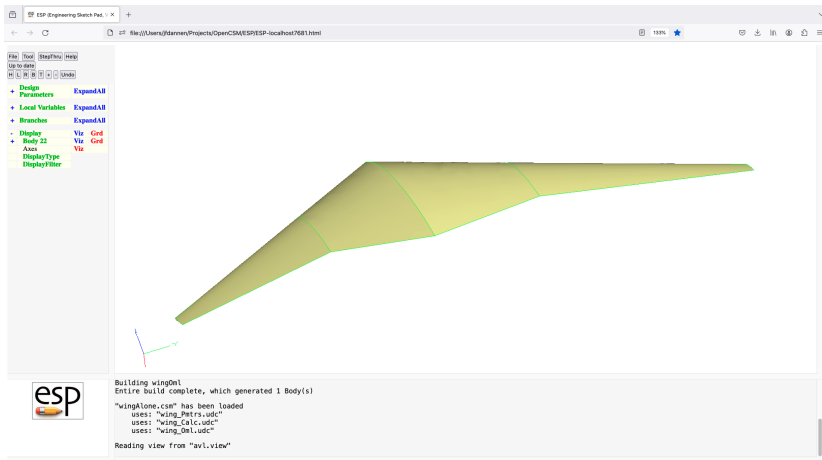 ESP (Engineering Sketch Pad, v
file:///Users/jfdannen/Projects/OpenCSM/ESP/ESP-localhost7681.html
133%
File Tool StepThru Help
Up to date
H L R B T + - Undo
+ Design Parameters ExpandAll
+ Local Variables ExpandAll
+ Branches ExpandAll
- Display Viz Grd
+ Body 22 Viz Grd
Axes Viz
DisplayType
DisplayFilter
esp
Building wingOml
Entire build complete, which generated 1 Body(s)
"wingAlone.csm" has been loaded
uses: "wing_Pmtrs.udc"
uses: "wing_Calc.udc"
uses: "wing_Oml.udc"
Reading view from "avl.view"